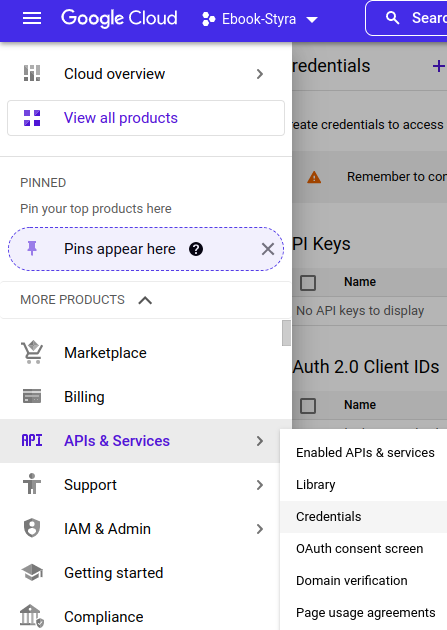 Google Cloud
Ebook-Styra
Sear
Cloud overview
View all products
redentials
reate credentials to access
PINNED
Pin your top products here
Remember to con
Pins appear here
PI Keys
Name
MORE PRODUCTS
No API keys to display
Marketplace
Auth 2.0 Client IDs
Billing
Name
API APIs & Services
Enabled APIs & services
Support
Library
Credentials
IAM & Admin
OAuth consent screen
Getting started
Domain verification
Compliance
Page usage agreements